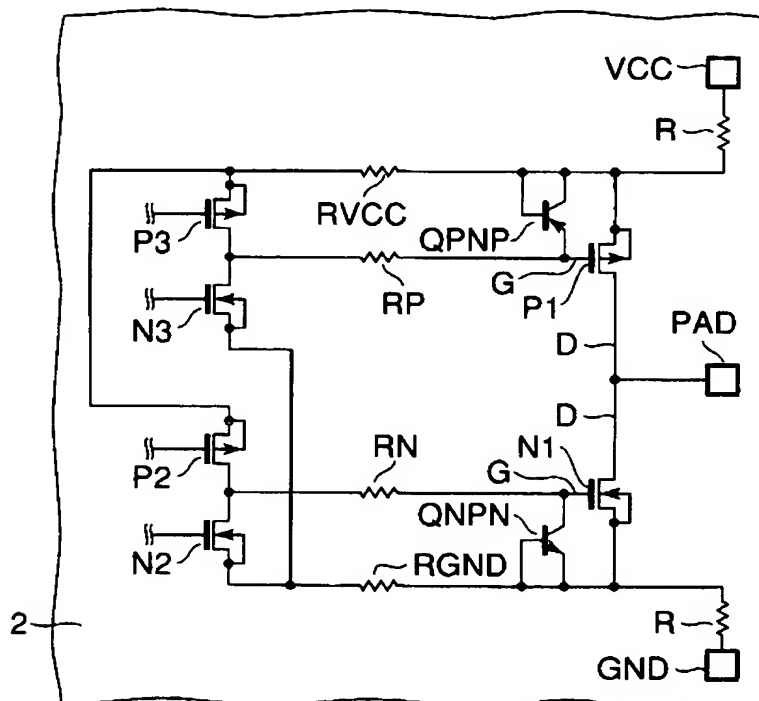 VCC
R
RVCC
QPNP
P3
G
RP
P1
N3
PAD
D
D
RN
N1
P2
G
QNPN
N2
RGND
2
R
GND